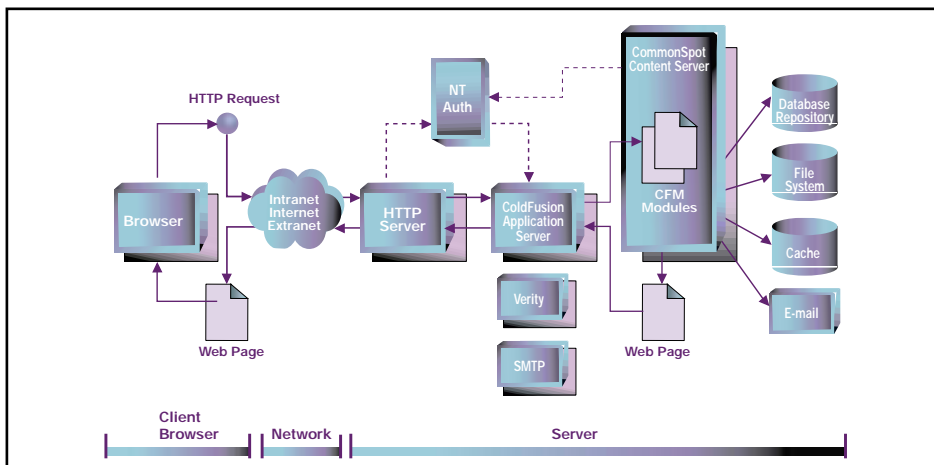 CommonSpot
Content Server
NT
Auth
HTTP Request
Database
Repository
File
System
CFM
Modules
Browser
Intranet
Internet
Extranet
HTTP
Server
ColdFusion
Application
Server
Cache
Verity
E-mail
Web Page
Web Page
SMTP
Client
Browser
Network
Server